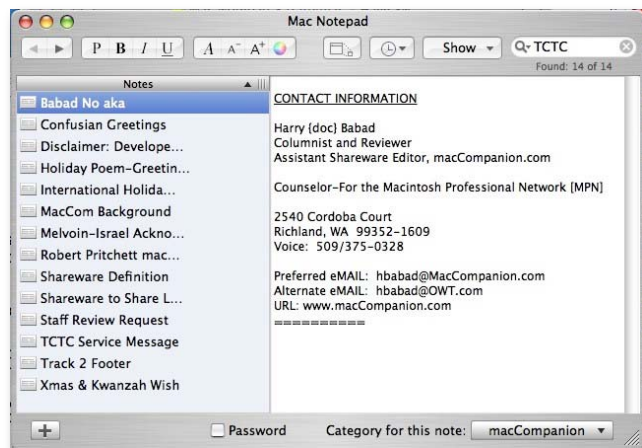 Mac Notepad
P B I U A A⁻ A⁺ Show TCTC
Found: 14 of 14
Notes
Babad No aka
Confusian Greetings
Disclaimer: Develope...
Holiday Poem-Greetin...
International Holida...
MacCom Background
Melvoin-Israel Ackno...
Robert Pritchett mac...
Shareware Definition
Shareware to Share L...
Staff Review Request
TCTC Service Message
Track 2 Footer
Xmas & Kwanzah Wish
CONTACT INFORMATION
Harry {doc} Babad
Columnist and Reviewer
Assistant Shareware Editor, macCompanion.com
Counselor-For the Macintosh Professional Network [MPN]
2540 Cordoba Court
Richland, WA  99352-1609
Voice:  509/375-0328
Preferred eMAIL:  hbabad@MacCompanion.com
Alternate eMAIL:  hbabad@OWT.com
URL: www.macCompanion.com
==========
+ Password Category for this note: macCompanion